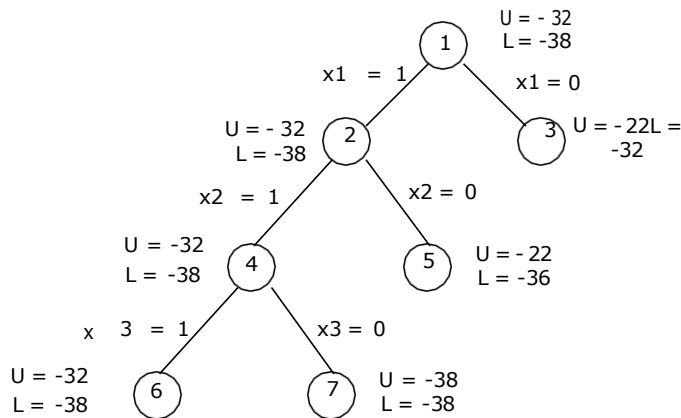 U = - 32
1
L = -38
x1 = 1
x1 = 0
U = - 32
2
L = -38
3
U = - 22L =
-32
x2 = 1
x2 = 0
U = -32
4
L = -38
5
U = - 22
L = -36
x 3 = 1
x3 = 0
U = -32
6
L = -38
7
U = -38
L = -38